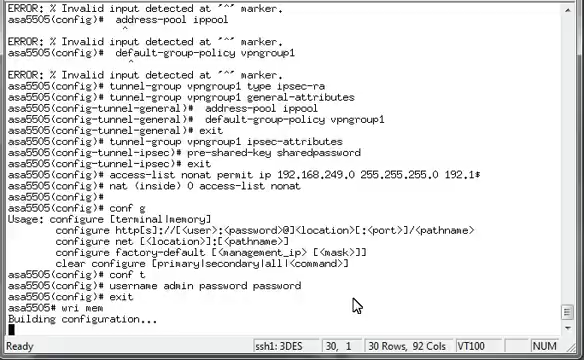 ERROR: % Invalid input detected at '^' marker.
asa5505(config)#  address-pool ippool
^
ERROR: % Invalid input detected at '^' marker.
asa5505(config)#  default-group-policy vpngroup1
^
ERROR: % Invalid input detected at '^' marker.
asa5505(config)# tunnel-group vpngroup1 type ipsec-ra
asa5505(config)# tunnel-group vpngroup1 general-attributes
asa5505(config-tunnel-general)#  address-pool ippool
asa5505(config-tunnel-general)#  default-group-policy vpngroup1
asa5505(config-tunnel-general)# exit
asa5505(config)# tunnel-group vpngroup1 ipsec-attributes
asa5505(config-tunnel-ipsec)# pre-shared-key sharedpassword
asa5505(config-tunnel-ipsec)# exit
asa5505(config)# access-list nonat permit ip 192.168.249.0 255.255.255.0 192.1$
asa5505(config)# nat (inside) 0 access-list nonat
asa5505(config)#
asa5505(config)# conf g
Usage: configure [terminal|memory]
configure http[s]://[<user>:<password>@]<location>[:<port>]/<pathname>
configure net [<location>]:[<pathname>]
configure factory-default [<management_ip> [<mask>]]
clear configure [primary|secondary|all|<command>]
asa5505(config)# conf t
asa5505(config)# username admin password password
asa5505(config)# exit
asa5505# wri mem
Building configuration...
Ready ssh1: 3DES 30, 1 30 Rows, 92 Cols VT100 NUM